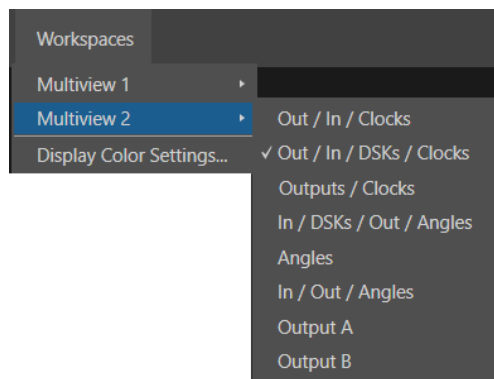 Workspaces
Multiview 1
Multiview 2
Display Color Settings...
Out / In / Clocks
✓ Out / In / DSKs / Clocks
Outputs / Clocks
In / DSKs / Out / Angles
Angles
In / Out / Angles
Output A
Output B